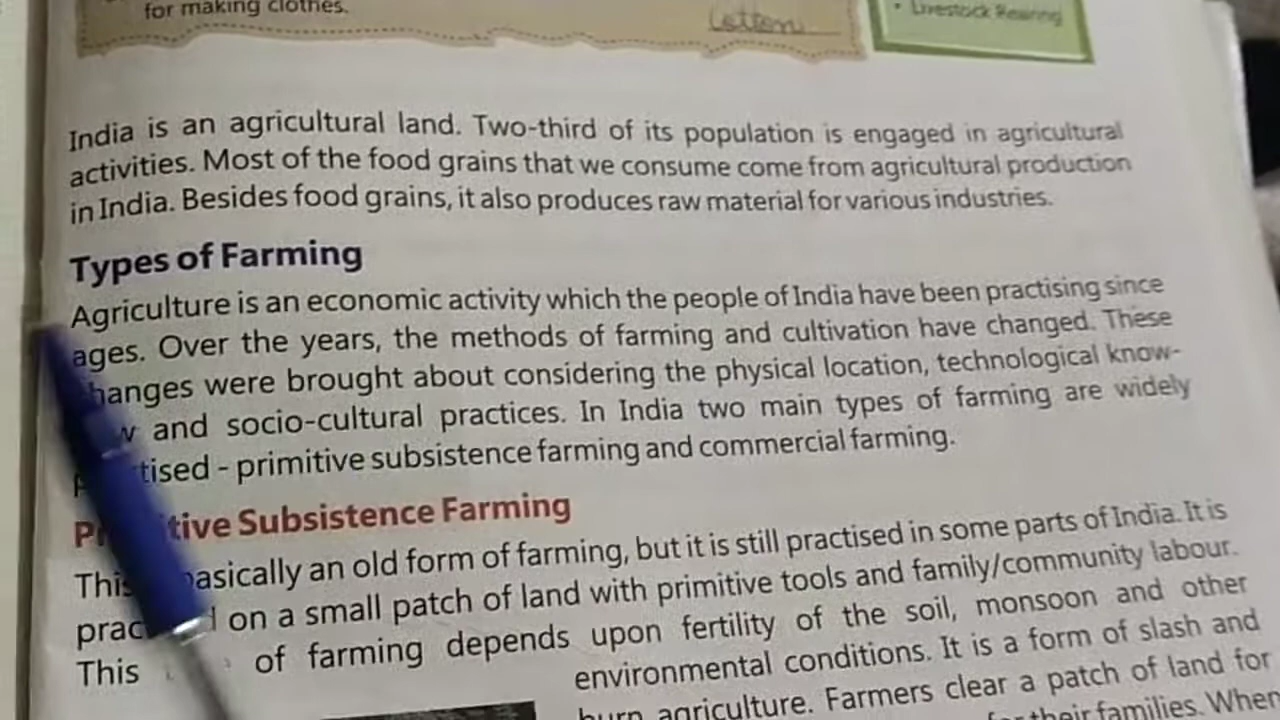 for making clothes.
Cotton
• Livestock Rearing
India is an agricultural land. Two-third of its population is engaged in agricultural
activities. Most of the food grains that we consume come from agricultural production
in India. Besides food grains, it also produces raw material for various industries.
Types of Farming
Agriculture is an economic activity which the people of India have been practising since
ages. Over the years, the methods of farming and cultivation have changed. These
hanges were brought about considering the physical location, technological know-
w and socio-cultural practices. In India two main types of farming are widely
tised - primitive subsistence farming and commercial farming.
P tive Subsistence Farming
This basically an old form of farming, but it is still practised in some parts of India. It is
prac d on a small patch of land with primitive tools and family/community labour.
This of farming depends upon fertility of the soil, monsoon and other
environmental conditions. It is a form of slash and
burn agriculture. Farmers clear a patch of land for
their families. When